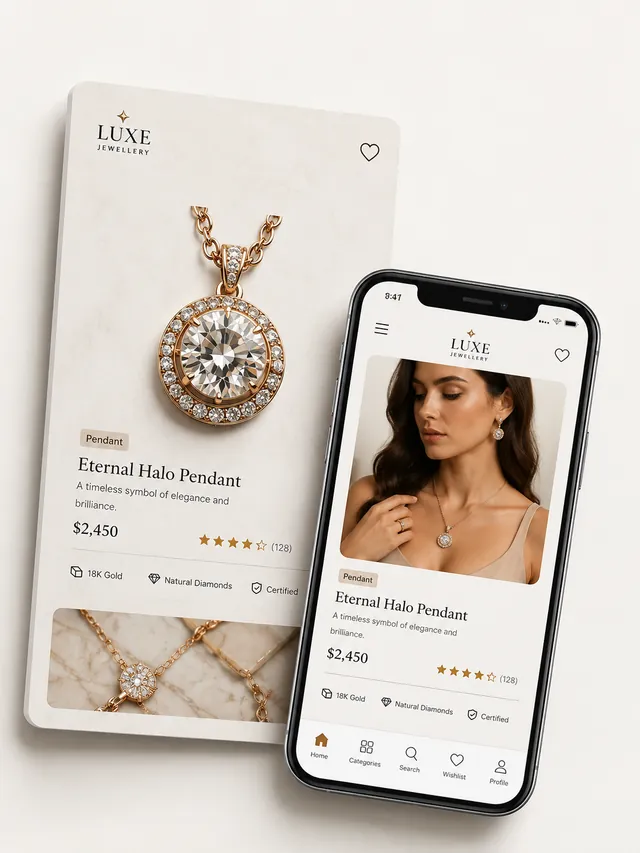 LUXE
JEWELLERY
Pendant
Eternal Halo Pendant
A timeless symbol of elegance and
brilliance.
$2,450
(128)
18K Gold
Natural Diamonds
Certified
9:41
LUXE
JEWELLERY
Pendant
Eternal Halo Pendant
A timeless symbol of elegance and
brilliance.
$2,450
(128)
18K Gold
Natural Diamonds
Certified
Home
Categories
Search
Wishlist
Profile